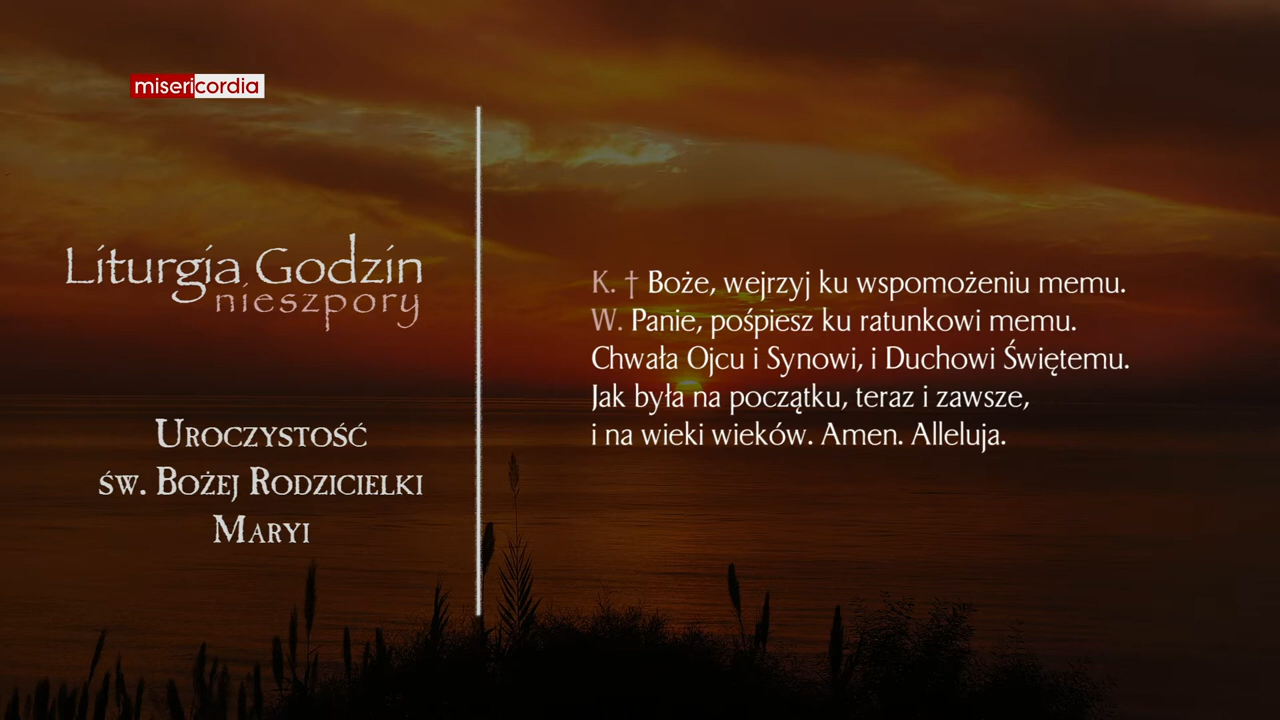 misericordia
Liturgia Godzin
nieszpory
Uroczystość
św. Bożej Rodzicielki
Maryi
K. † Boże, wejrzyj ku wspomożeniu memu.
W. Panie, pośpiesz ku ratunkowi memu.
Chwała Ojcu i Synowi, i Duchowi Świętemu.
Jak była na początku, teraz i zawsze,
i na wieki wieków. Amen. Alleluja.